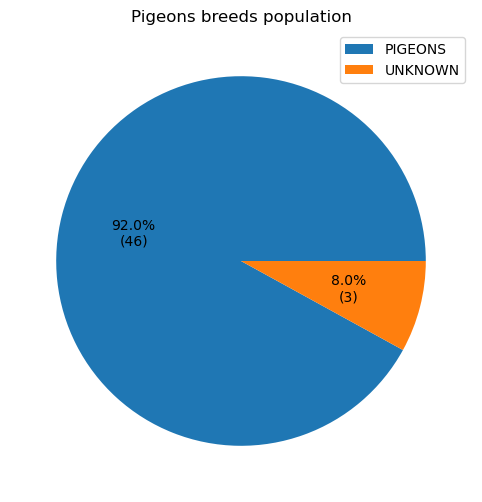 Pigeons breeds population
PIGEONS
UNKNOWN
92.0%
(46)
8.0%
(3)